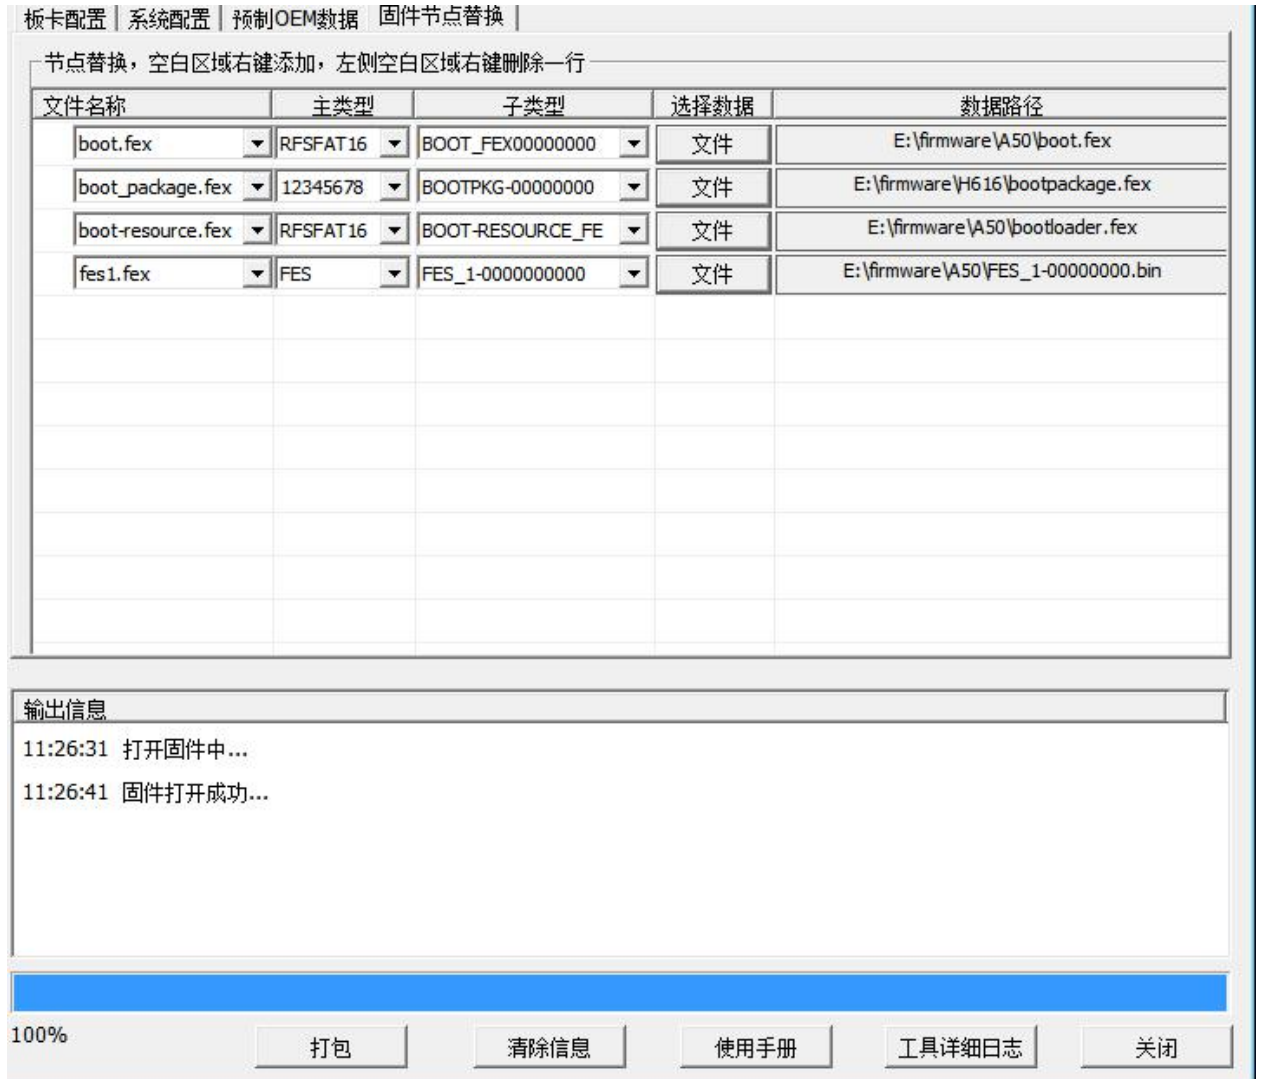 板卡配置 系统配置 预制OEM数据 固件节点替换
节点替换，空白区域右键添加，左侧空白区域右键删除一行
文件名称 主类型 子类型 选择数据 数据路径
boot.fex RFSFAT16 BOOT_FEX00000000 文件 E:\firmware\A50\boot.fex
boot_package.fex 12345678 BOOTPKG-00000000 文件 E:\firmware\H616\bootpackage.fex
boot-resource.fex RFSFAT16 BOOT-RESOURCE_FE 文件 E:\firmware\A50\bootloader.fex
fes1.fex FES FES_1-0000000000 文件 E:\firmware\A50\FES_1-00000000.bin
输出信息
11:26:31 打开固件中...
11:26:41 固件打开成功...
100%
打包 清除信息 使用手册 工具详细日志 关闭